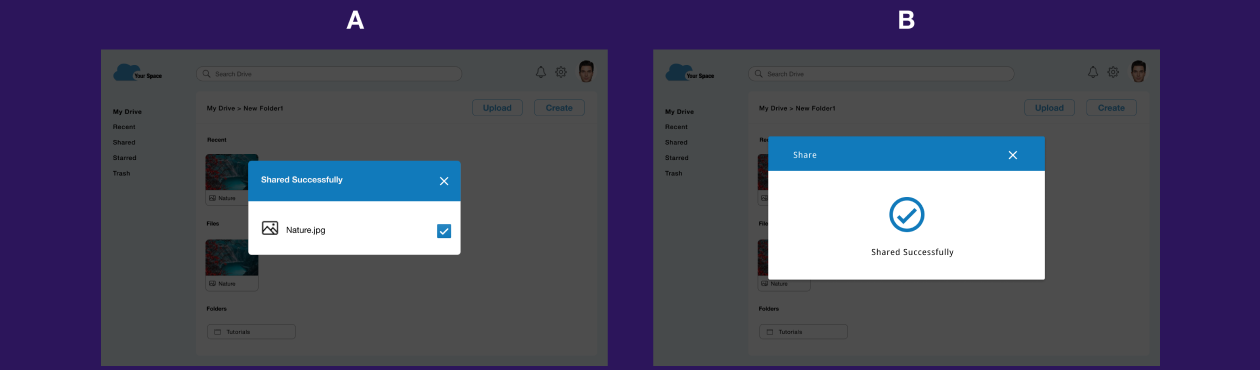 A
Your Space
Search Drive
My Drive
Recent
Shared
Starred
Trash
My Drive > New Folder1
Upload
Create
Recent
Nature
Files
Nature
Folders
Tutorials
Shared Successfully
Nature.jpg
B
Your Space
Search Drive
My Drive
Recent
Shared
Starred
Trash
My Drive > New Folder1
Upload
Create
Nature
Folders
Tutorials
Share
Shared Successfully